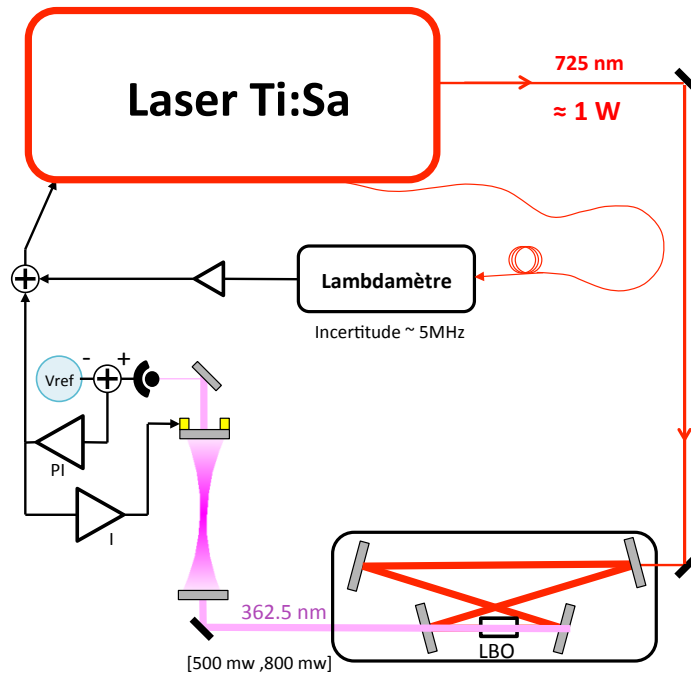 Laser Ti:Sa
725 nm
≈ 1 W
+
Lambdamètre
Incertitude ~ 5MHz
Vref
-
+
+
PI
I
362.5 nm
[500 mw ,800 mw]
LBO